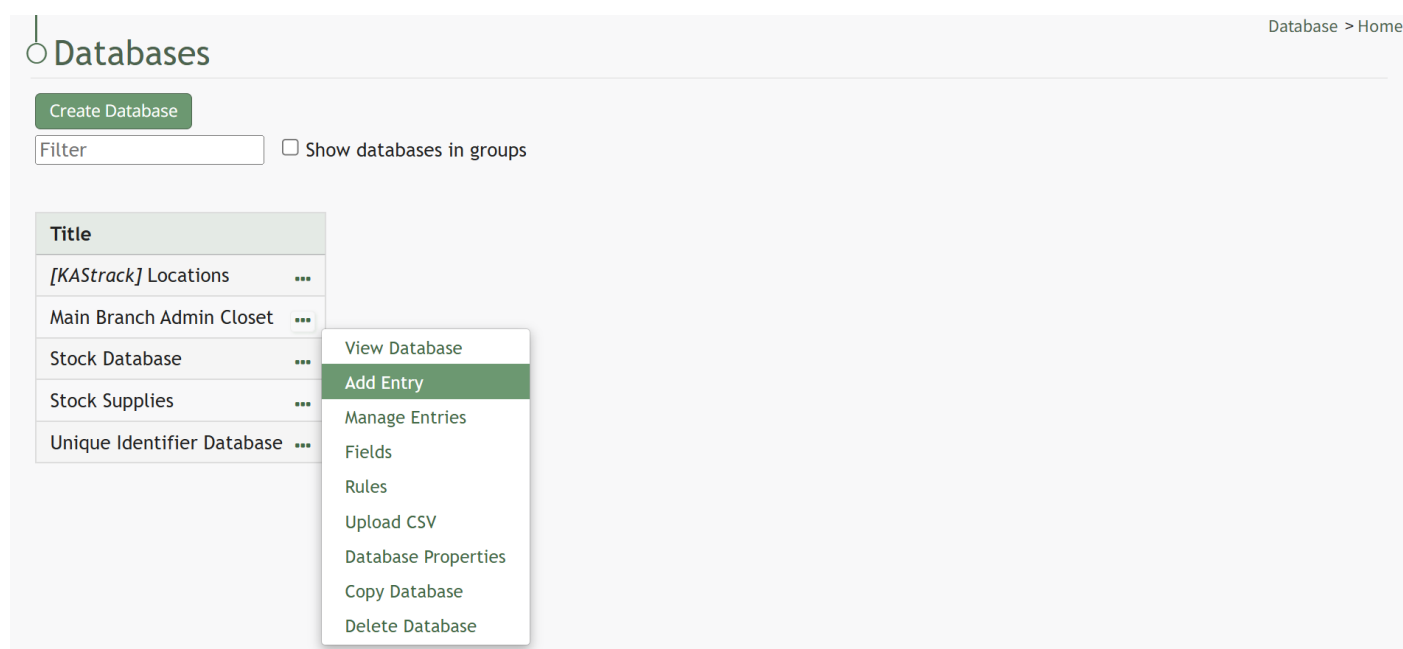 Database > Home
Databases
Create Database
Filter
Show databases in groups
Title
[KAStrack] Locations
Main Branch Admin Closet
Stock Database
Stock Supplies
Unique Identifier Database
View Database
Add Entry
Manage Entries
Fields
Rules
Upload CSV
Database Properties
Copy Database
Delete Database